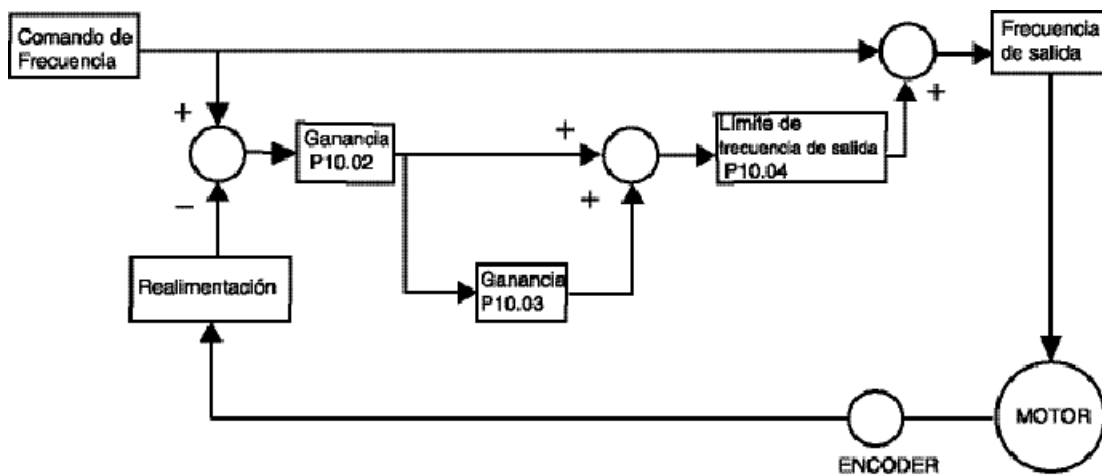 Comando de
Frecuencia
Frecuencia
de salida
+
+
Ganancia
P10.02
+
+
Límite de
frecuencia de salida
P10.04
−
Realimentación
Ganancia
P10.03
MOTOR
ENCODER